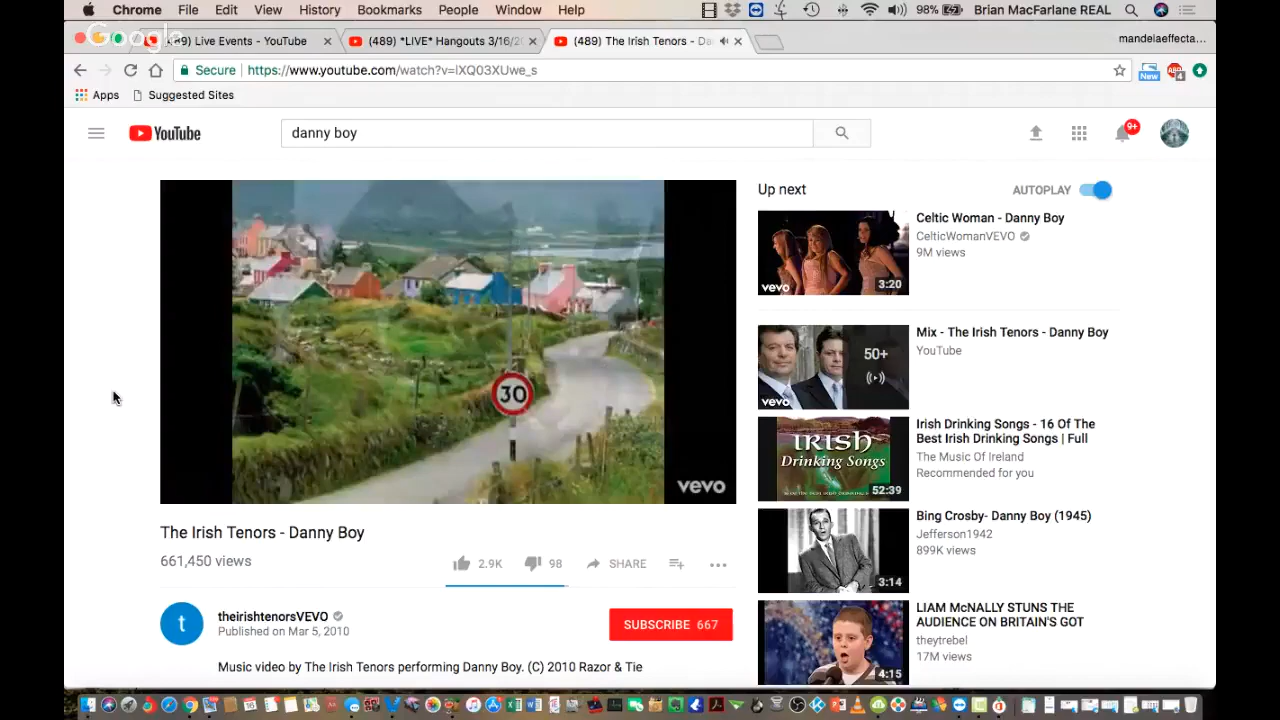 Chrome File Edit View History Bookmarks People Window Help 98% Brian MacFarlane REAL
Google
Live Events - YouTube (489) *LIVE* Hangouts 3/16/20 (489) The Irish Tenors - Da mandelaeffecta...
Secure https://www.youtube.com/watch?v=lXQ03XUwe_s New ABP 4
Apps Suggested Sites
YouTube danny boy 9+
30
vevo
The Irish Tenors - Danny Boy
661,450 views
2.9K 98 SHARE
t
theirishtenorsVEVO
Published on Mar 5, 2010
SUBSCRIBE 667
Music video by The Irish Tenors performing Danny Boy. (C) 2010 Razor & Tie
Up next AUTOPLAY
vevo 3:20
Celtic Woman - Danny Boy
CelticWomanVEVO
9M views
50+
vevo
Mix - The Irish Tenors - Danny Boy
YouTube
IRISH
Drinking Songs
52:39
Irish Drinking Songs - 16 Of The
Best Irish Drinking Songs | Full
The Music Of Ireland
Recommended for you
3:14
Bing Crosby- Danny Boy (1945)
Jefferson1942
899K views
4:15
LIAM McNALLY STUNS THE
AUDIENCE ON BRITAIN'S GOT
theytrebel
17M views